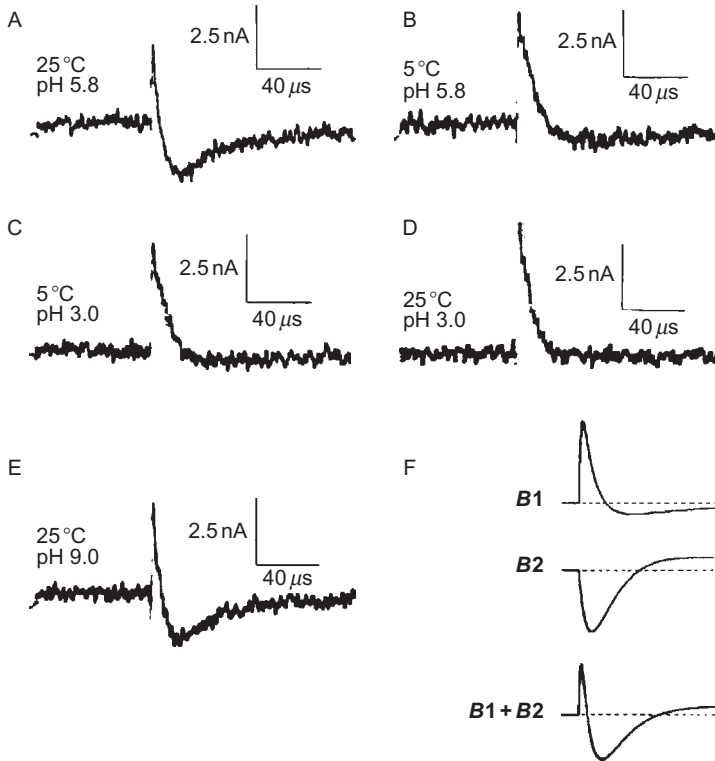 A
25 °C
pH 5.8
2.5 nA
40 μs
B
5 °C
pH 5.8
2.5 nA
40 μs
C
5 °C
pH 3.0
2.5 nA
40 μs
D
25 °C
pH 3.0
2.5 nA
40 μs
E
25 °C
pH 9.0
2.5 nA
40 μs
F
B1
B2
B1 + B2